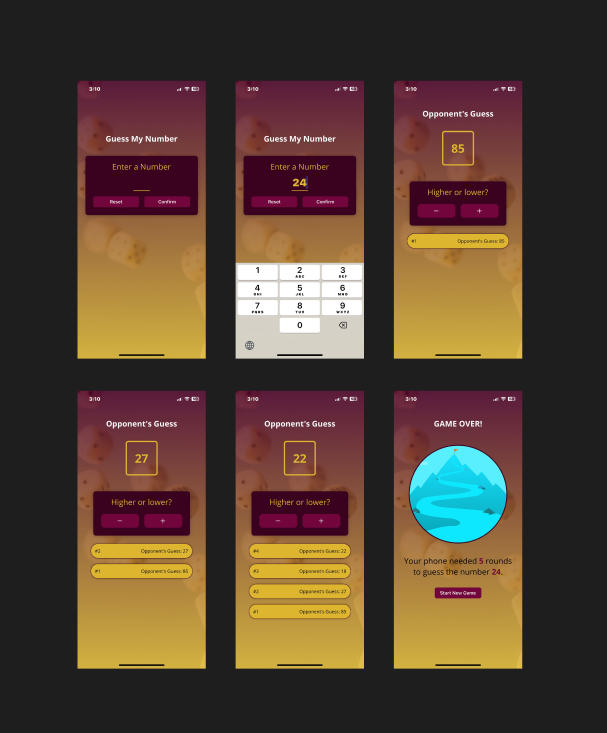 3:10
Guess My Number
Enter a Number
Reset Confirm
3:10
Guess My Number
Enter a Number
24
Reset Confirm
1 2 3
ABC DEF
4 5 6
GHI JKL MNO
7 8 9
PQRS TUV WXYZ
0
3:10
Opponent's Guess
85
Higher or lower?
− +
#1 Opponent's Guess: 85
3:10
Opponent's Guess
27
Higher or lower?
− +
#2 Opponent's Guess: 27
#1 Opponent's Guess: 85
3:10
Opponent's Guess
22
Higher or lower?
− +
#4 Opponent's Guess: 22
#3 Opponent's Guess: 18
#2 Opponent's Guess: 27
#1 Opponent's Guess: 85
3:10
GAME OVER!
Your phone needed 5 rounds
to guess the number 24.
Start New Game